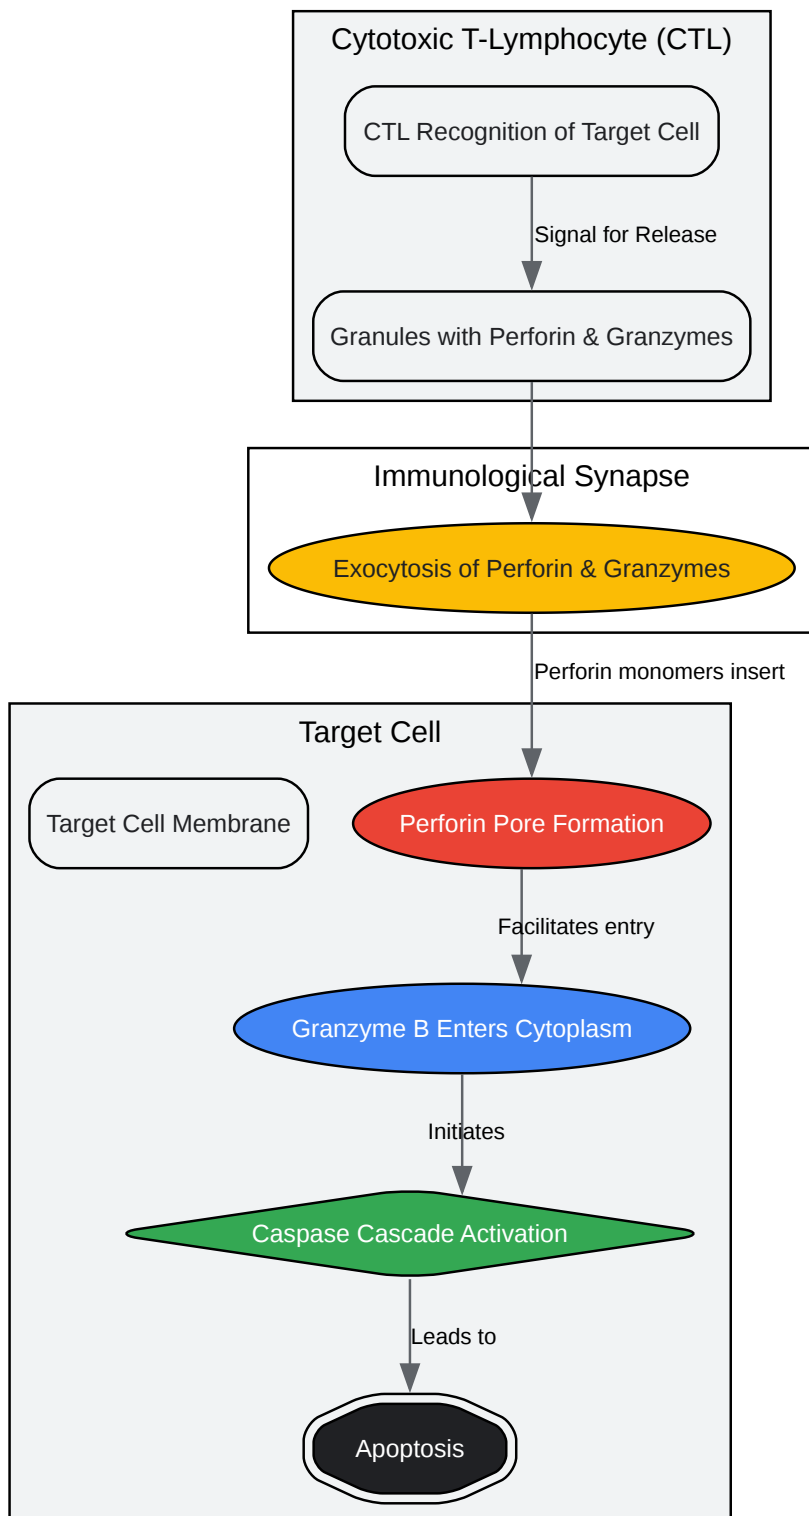 Cytotoxic T-Lymphocyte (CTL)
CTL Recognition of Target Cell
Signal for Release
Granules with Perforin & Granzymes
Immunological Synapse
Exocytosis of Perforin & Granzymes
Perforin monomers insert
Target Cell
Target Cell Membrane
Perforin Pore Formation
Facilitates entry
Granzyme B Enters Cytoplasm
Initiates
Caspase Cascade Activation
Leads to
Apoptosis